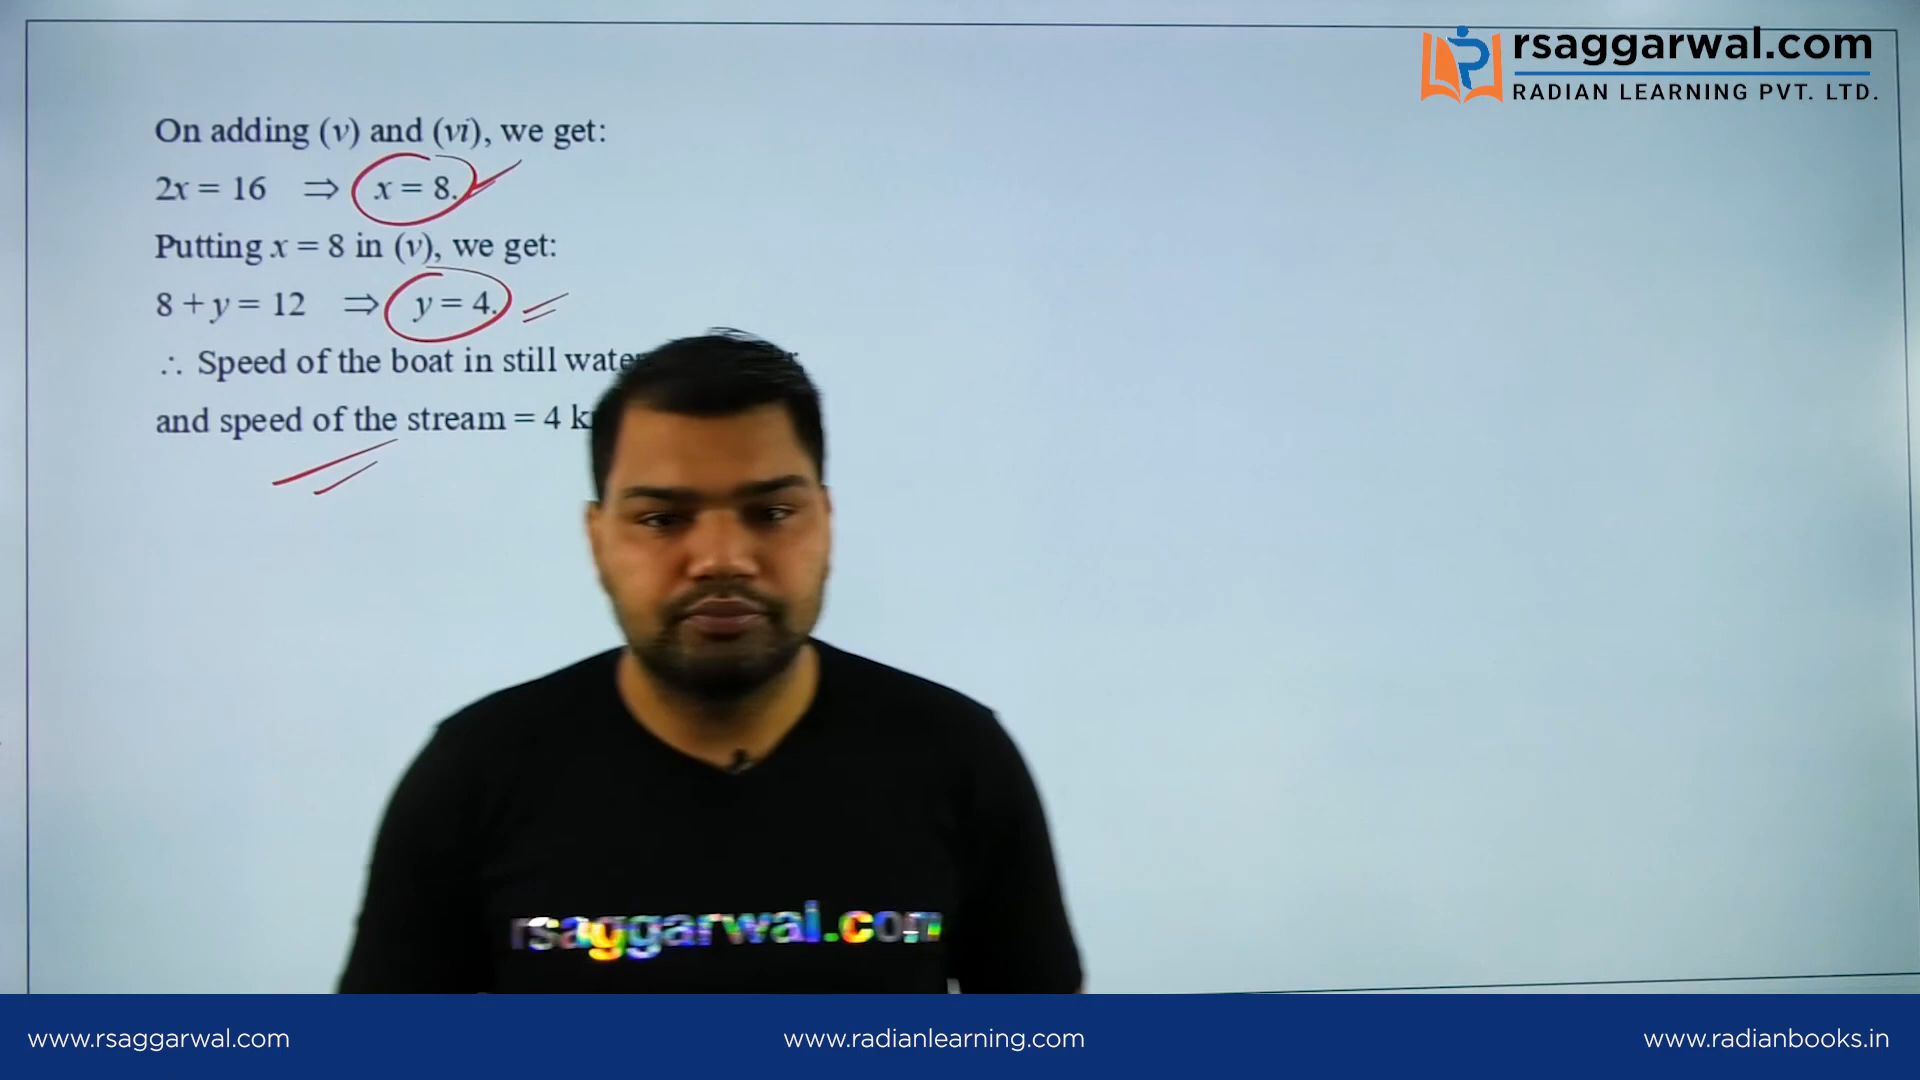 rsaggarwal.com
RADIAN LEARNING PVT. LTD.
On adding (v) and (vi), we get:
2x = 16 ⇒ x = 8.
Putting x = 8 in (v), we get:
8 + y = 12 ⇒ y = 4.
∴ Speed of the boat in still
and speed of the stream = 4
rsaggarwal.com
www.rsaggarwal.com
www.radianlearning.com
www.radianbooks.in